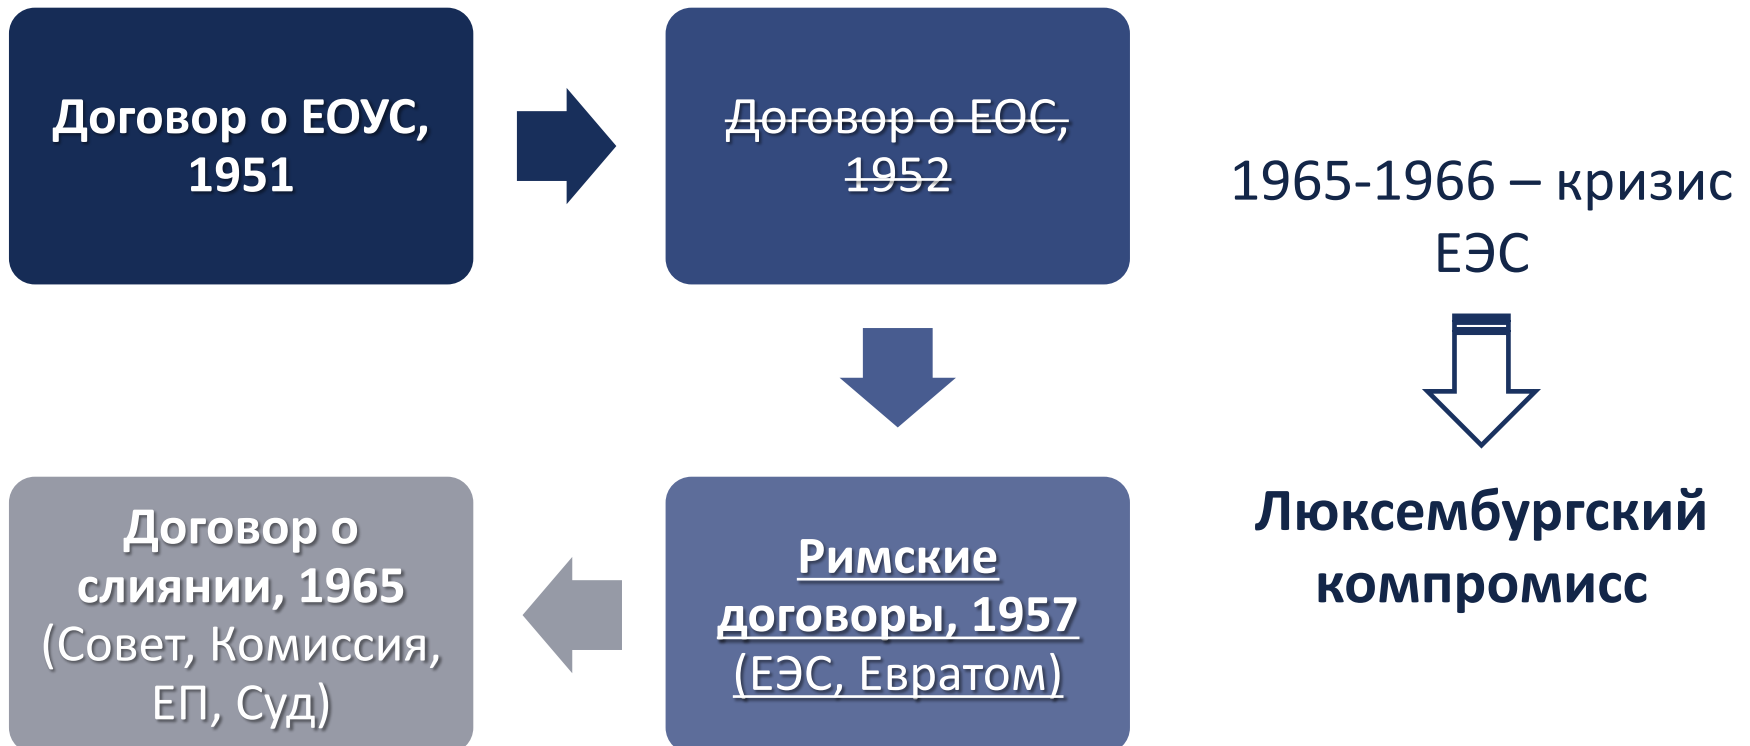 Договор о ЕОУС,
1951
Договор о ЕОС,
1952
Римские
договоры, 1957
(ЕЭС, Евратом)
Договор о
слиянии, 1965
(Совет, Комиссия,
ЕП, Суд)
1965-1966 – кризис
ЕЭС
Люксембургский
компромисс